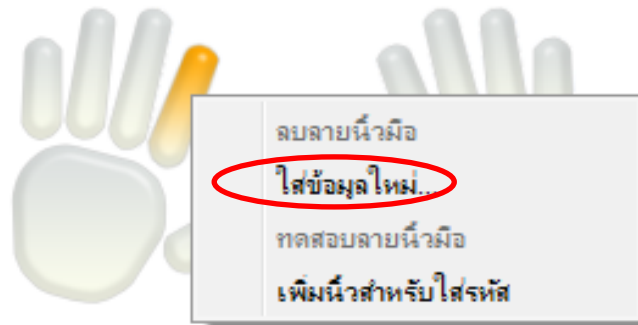 ลบลายนิ้วมือ
ใส่ข้อมูลใหม่...
ทดสอบลายนิ้วมือ
เพิ่มนิ้วสำหรับใส่รหัส